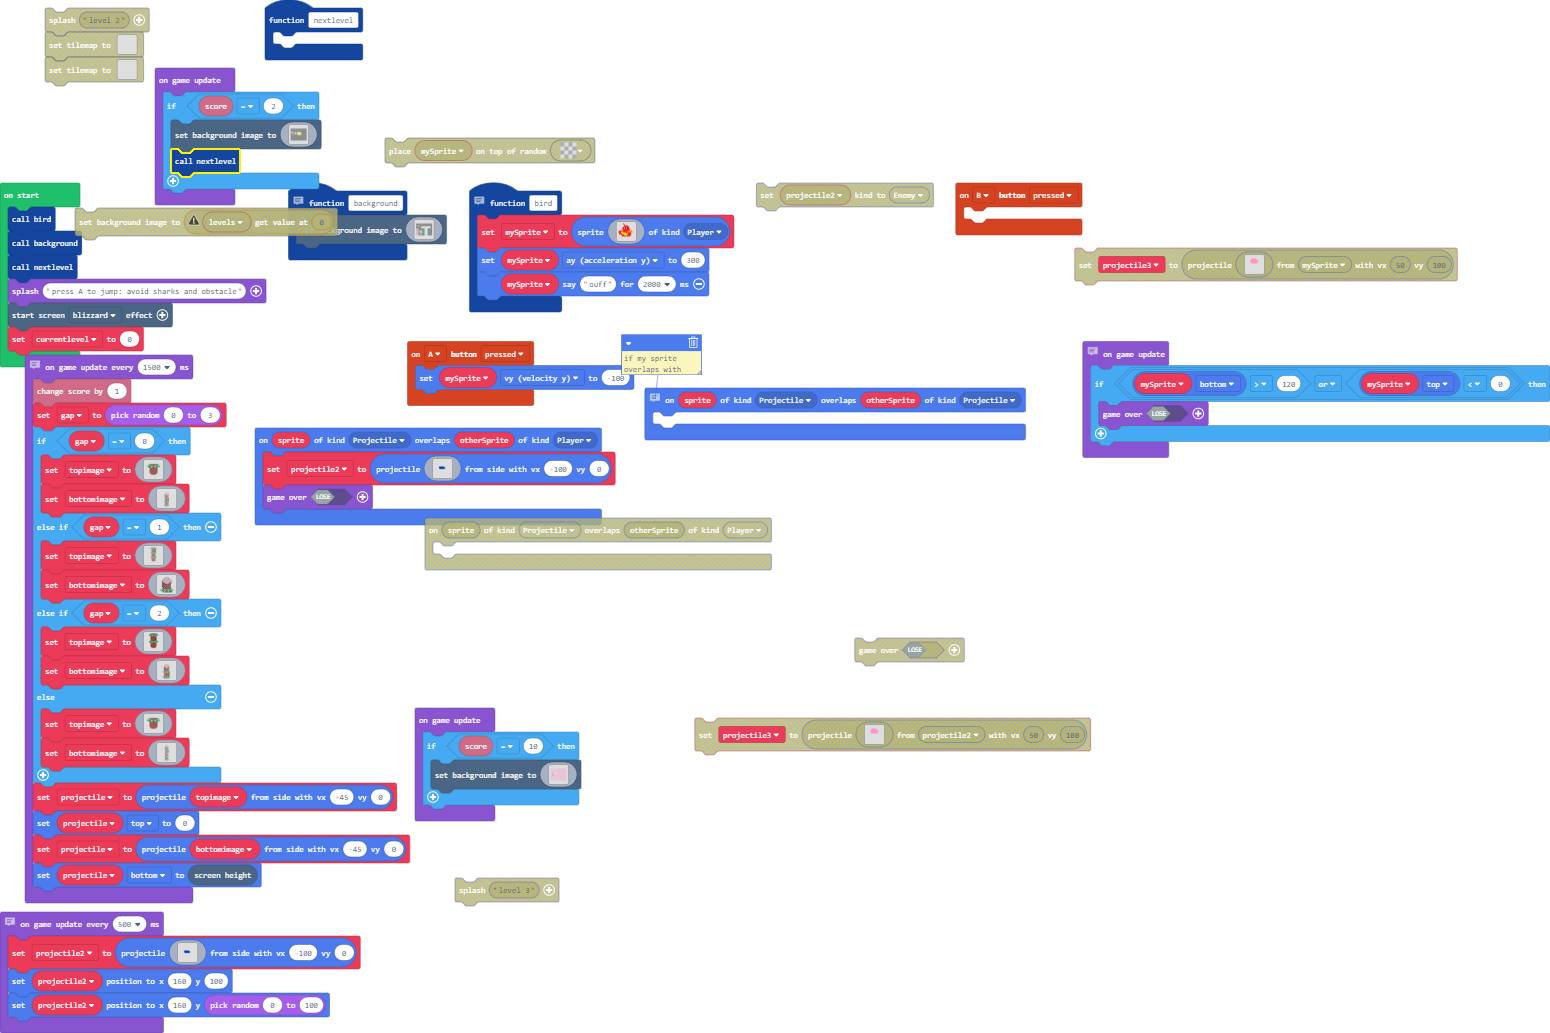 splash "level 2"
set tilemap to
set tilemap to
function nextlevel
on game update
if score = 2 then
set background image to
call nextlevel
place mySprite on top of random
on start
call bird
call background
call nextlevel
splash "press A to jump: avoid sharks and obstacle"
start screen blizzard effect
set currentlevel to 0
set background image to levels get value at 0
function background
ground image to
function bird
set mySprite to sprite of kind Player
set mySprite ay (acceleration y) to 300
mySprite say "ouff" for 2000 ms
set projectile2 kind to Enemy
on B button pressed
set projectile3 to projectile from mySprite with vx 50 vy 100
on game update every 1500 ms
change score by 1
set gap to pick random 0 to 3
if gap = 0 then
set topimage to
set bottomimage to
else if gap = 1 then
set topimage to
set bottomimage to
else if gap = 2 then
set topimage to
set bottomimage to
else
set topimage to
set bottomimage to
set projectile to projectile topimage from side with vx -45 vy 0
set projectile top to 0
set projectile to projectile bottomimage from side with vx -45 vy 0
set projectile bottom to screen height
on A button pressed
set mySprite vy (velocity y) to -100
if my sprite
overlaps with
on sprite of kind Projectile overlaps otherSprite of kind Projectile
on game update
if mySprite bottom > 120 or mySprite top < 0 then
game over LOSE
on sprite of kind Projectile overlaps otherSprite of kind Player
set projectile2 to projectile from side with vx -100 vy 0
game over LOSE
on sprite of kind Projectile overlaps otherSprite of kind Player
game over LOSE
on game update
if score = 10 then
set background image to
set projectile3 to projectile from projectile2 with vx 50 vy 100
splash "level 3"
on game update every 500 ms
set projectile2 to projectile from side with vx -100 vy 0
set projectile2 position to x 160 y 100
set projectile2 position to x 160 y pick random 0 to 100